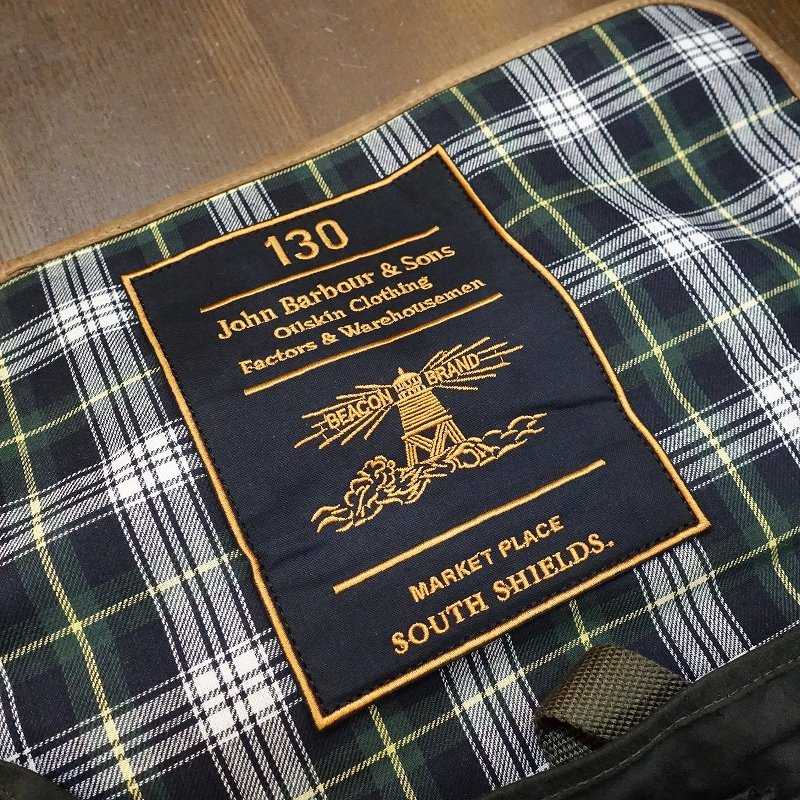 130
John Barbour & Sons
Oilskin Clothing
Factors & Warehousemen
BEACON BRAND
MARKET PLACE
SOUTH SHIELDS.